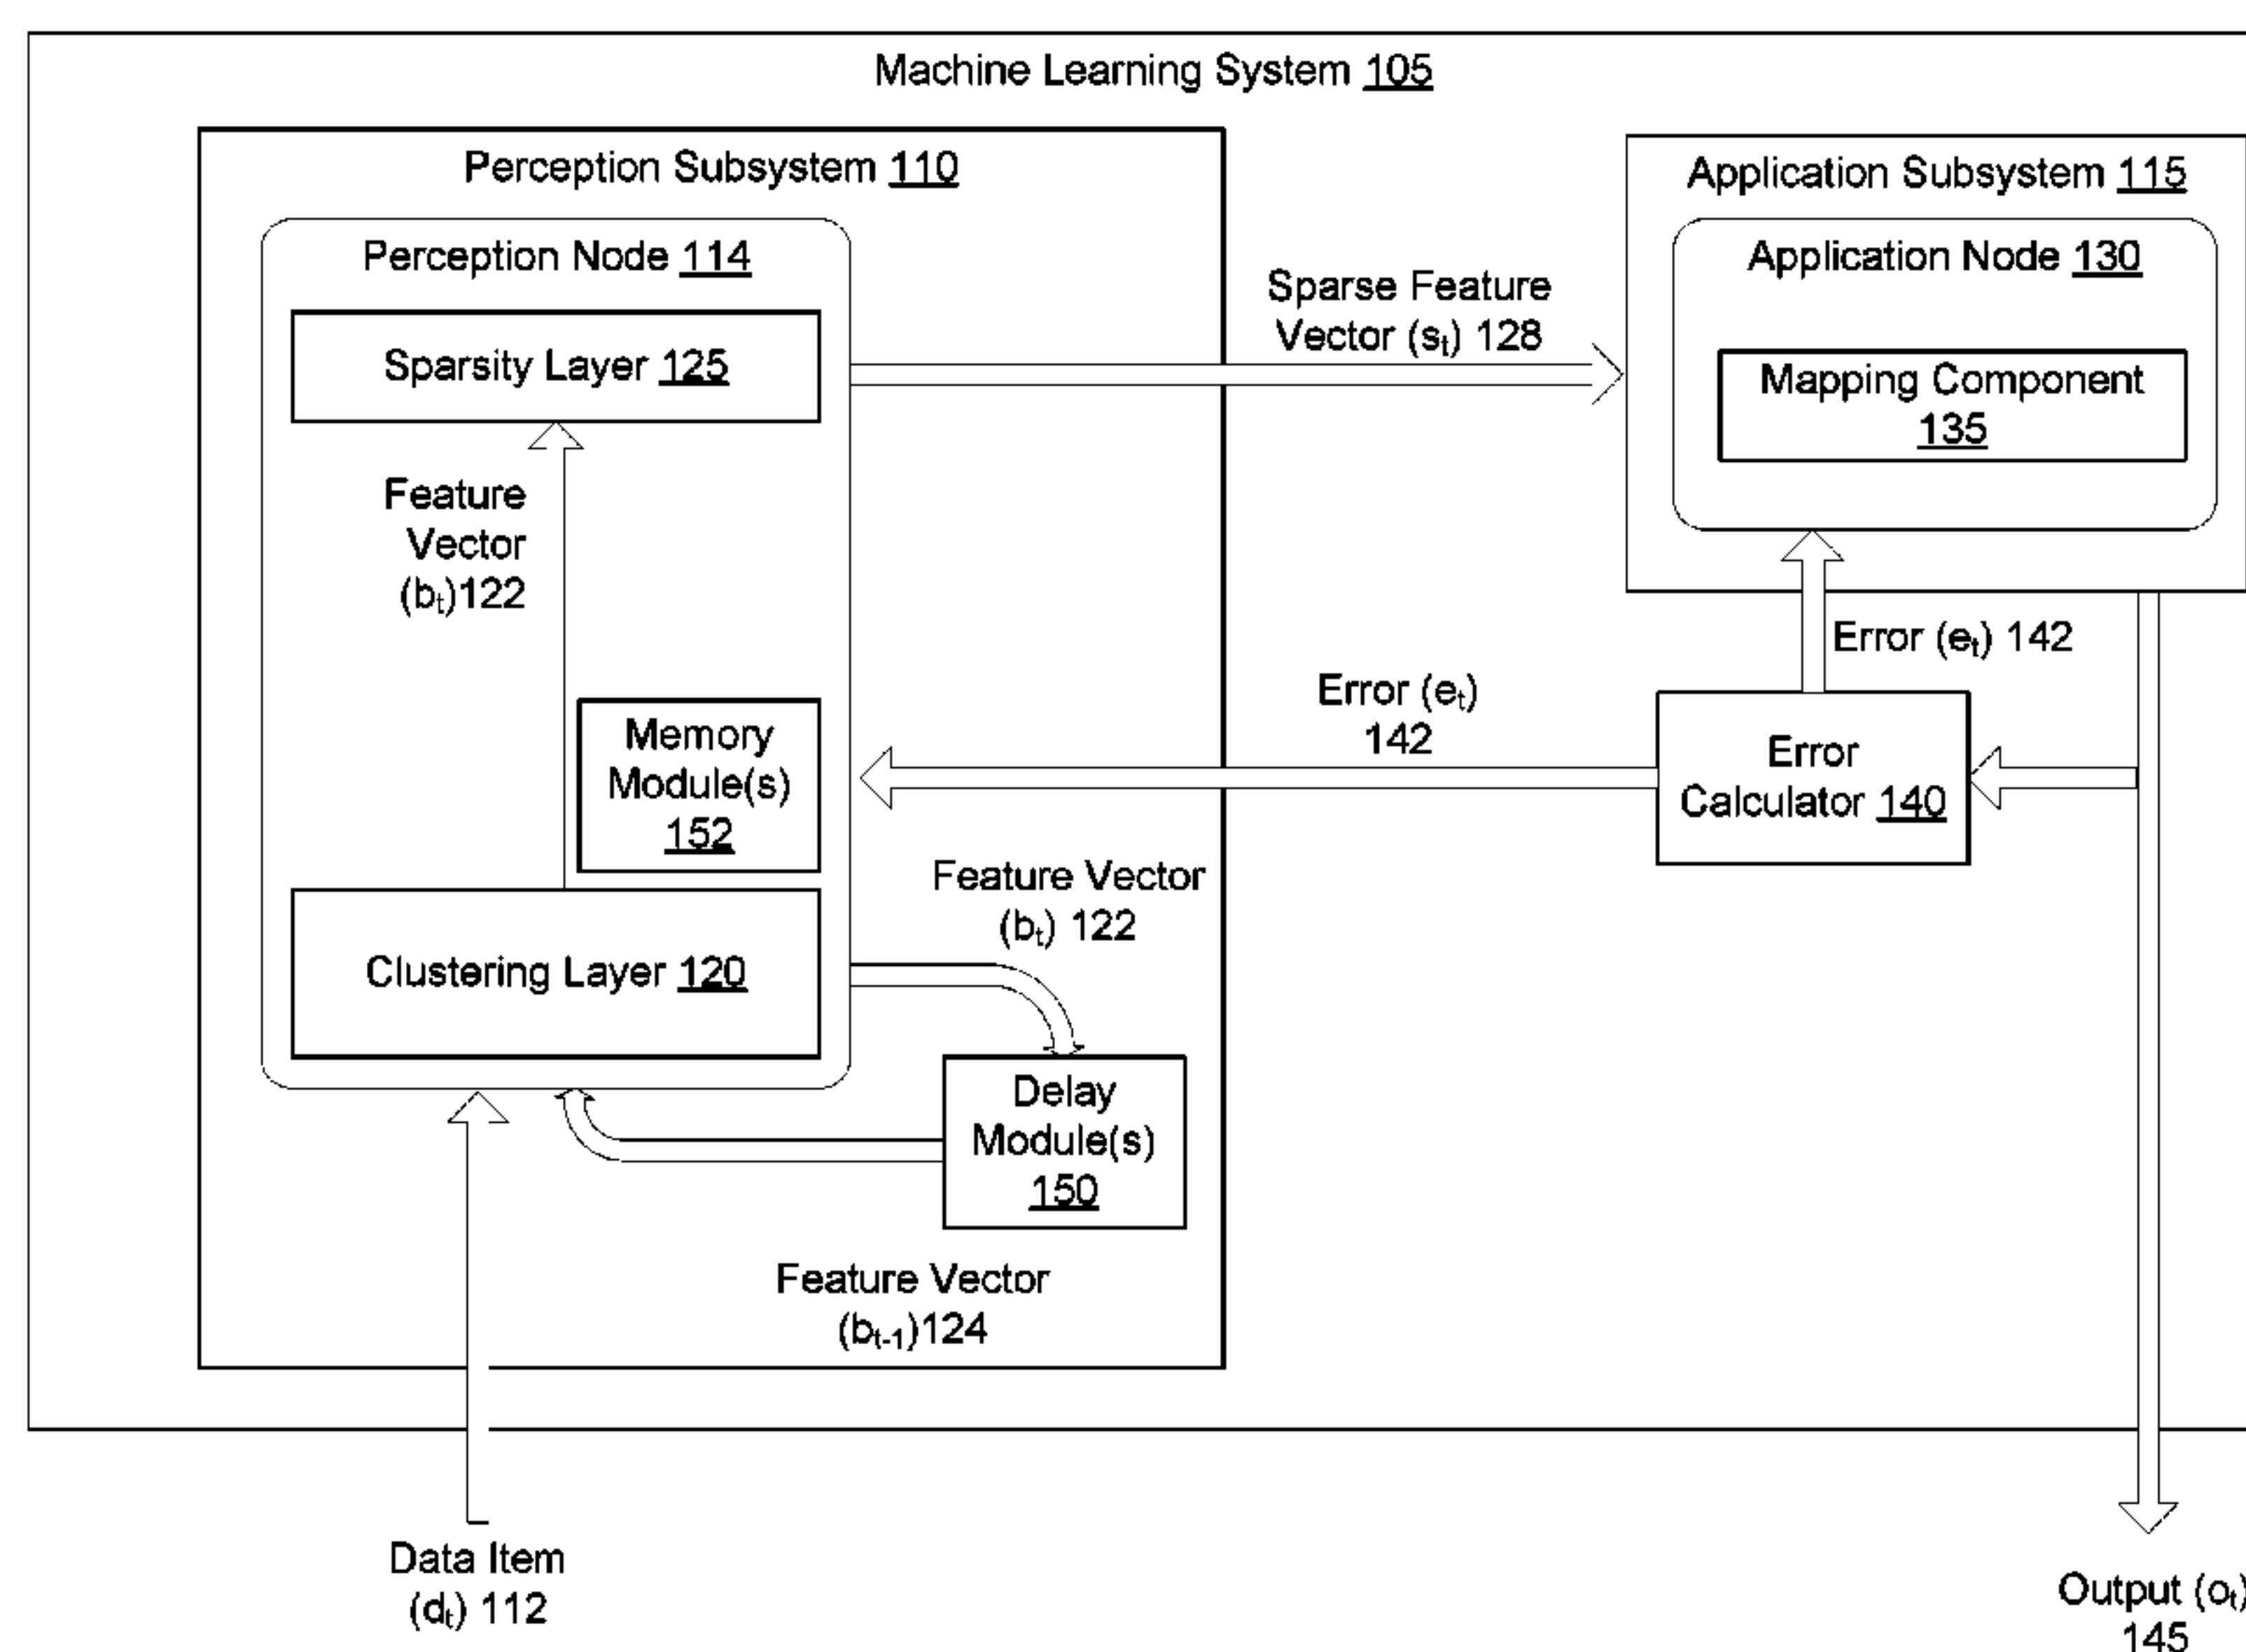 Machine Learning System 105
Perception Subsystem 110
Application Subsystem 115
Perception Node 114
Application Node 130
Sparsity Layer 125
Sparse Feature
Vector (st) 128
Mapping Component
135
Feature
Vector
(bt)122
Error (et) 142
Error (et)
142
Memory
Module(s)
152
Error
Calculator 140
Feature Vector
(bt) 122
Clustering Layer 120
Delay
Module(s)
150
Feature Vector
(bt-1)124
Data Item
(dt) 112
Output (ot)
145